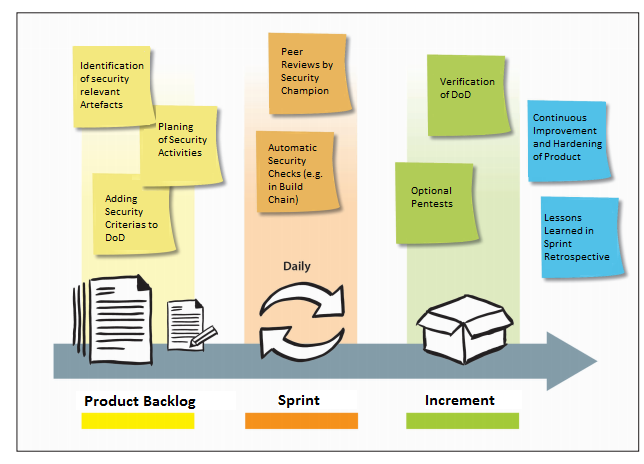 Identification
of security
relevant
Artefacts
Planing
of Security
Activities
Adding
Security
Criterias to
DoD
Peer
Reviews by
Security
Champion
Automatic
Security
Checks (e.g.
in Build
Chain)
Verification
of DoD
Optional
Pentests
Continuous
Improvement
and Hardening
of Product
Lessons
Learned in
Sprint
Retrospective
Daily
Product Backlog
Sprint
Increment